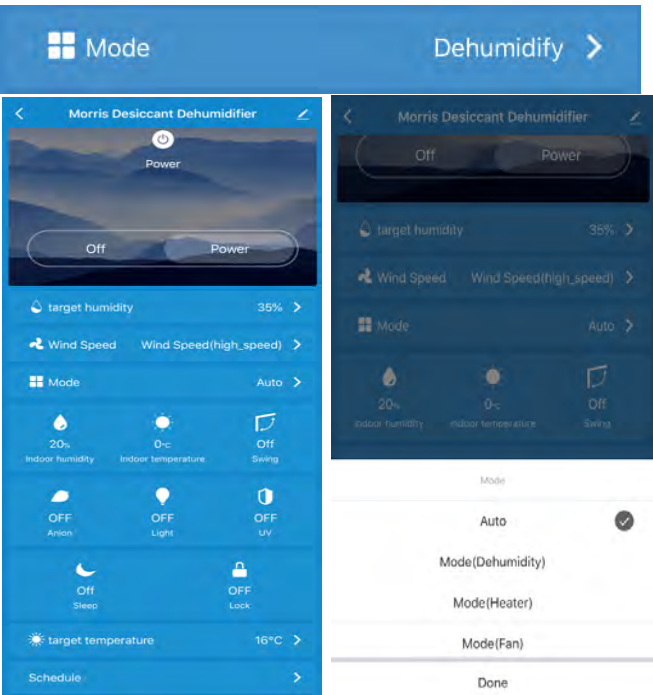 Mode Dehumidify
Morris Desiccant Dehumidifier
Power
Off Power
target humidity 35%
Wind Speed Wind Speed(high_speed)
Mode Auto
20% 0°C Off
Indoor humidity Indoor temperature Swing
OFF OFF OFF
Anion Light UV
Off OFF
Sleep Lock
target temperature 16°C
Schedule
Morris Desiccant Dehumidifier
Off Power
target humidity 35%
Wind Speed Wind Speed(high_speed)
Mode Auto
20% 0°C Off
Indoor humidity Indoor temperature Swing
Mode
Auto
Mode(Dehumidity)
Mode(Heater)
Mode(Fan)
Done